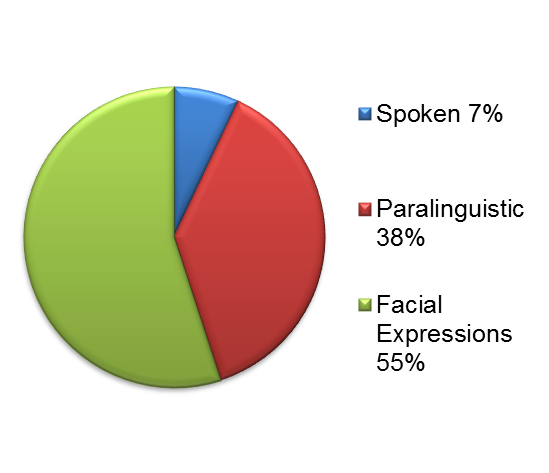 Spoken 7%
Paralinguistic
38%
Facial
Expressions
55%